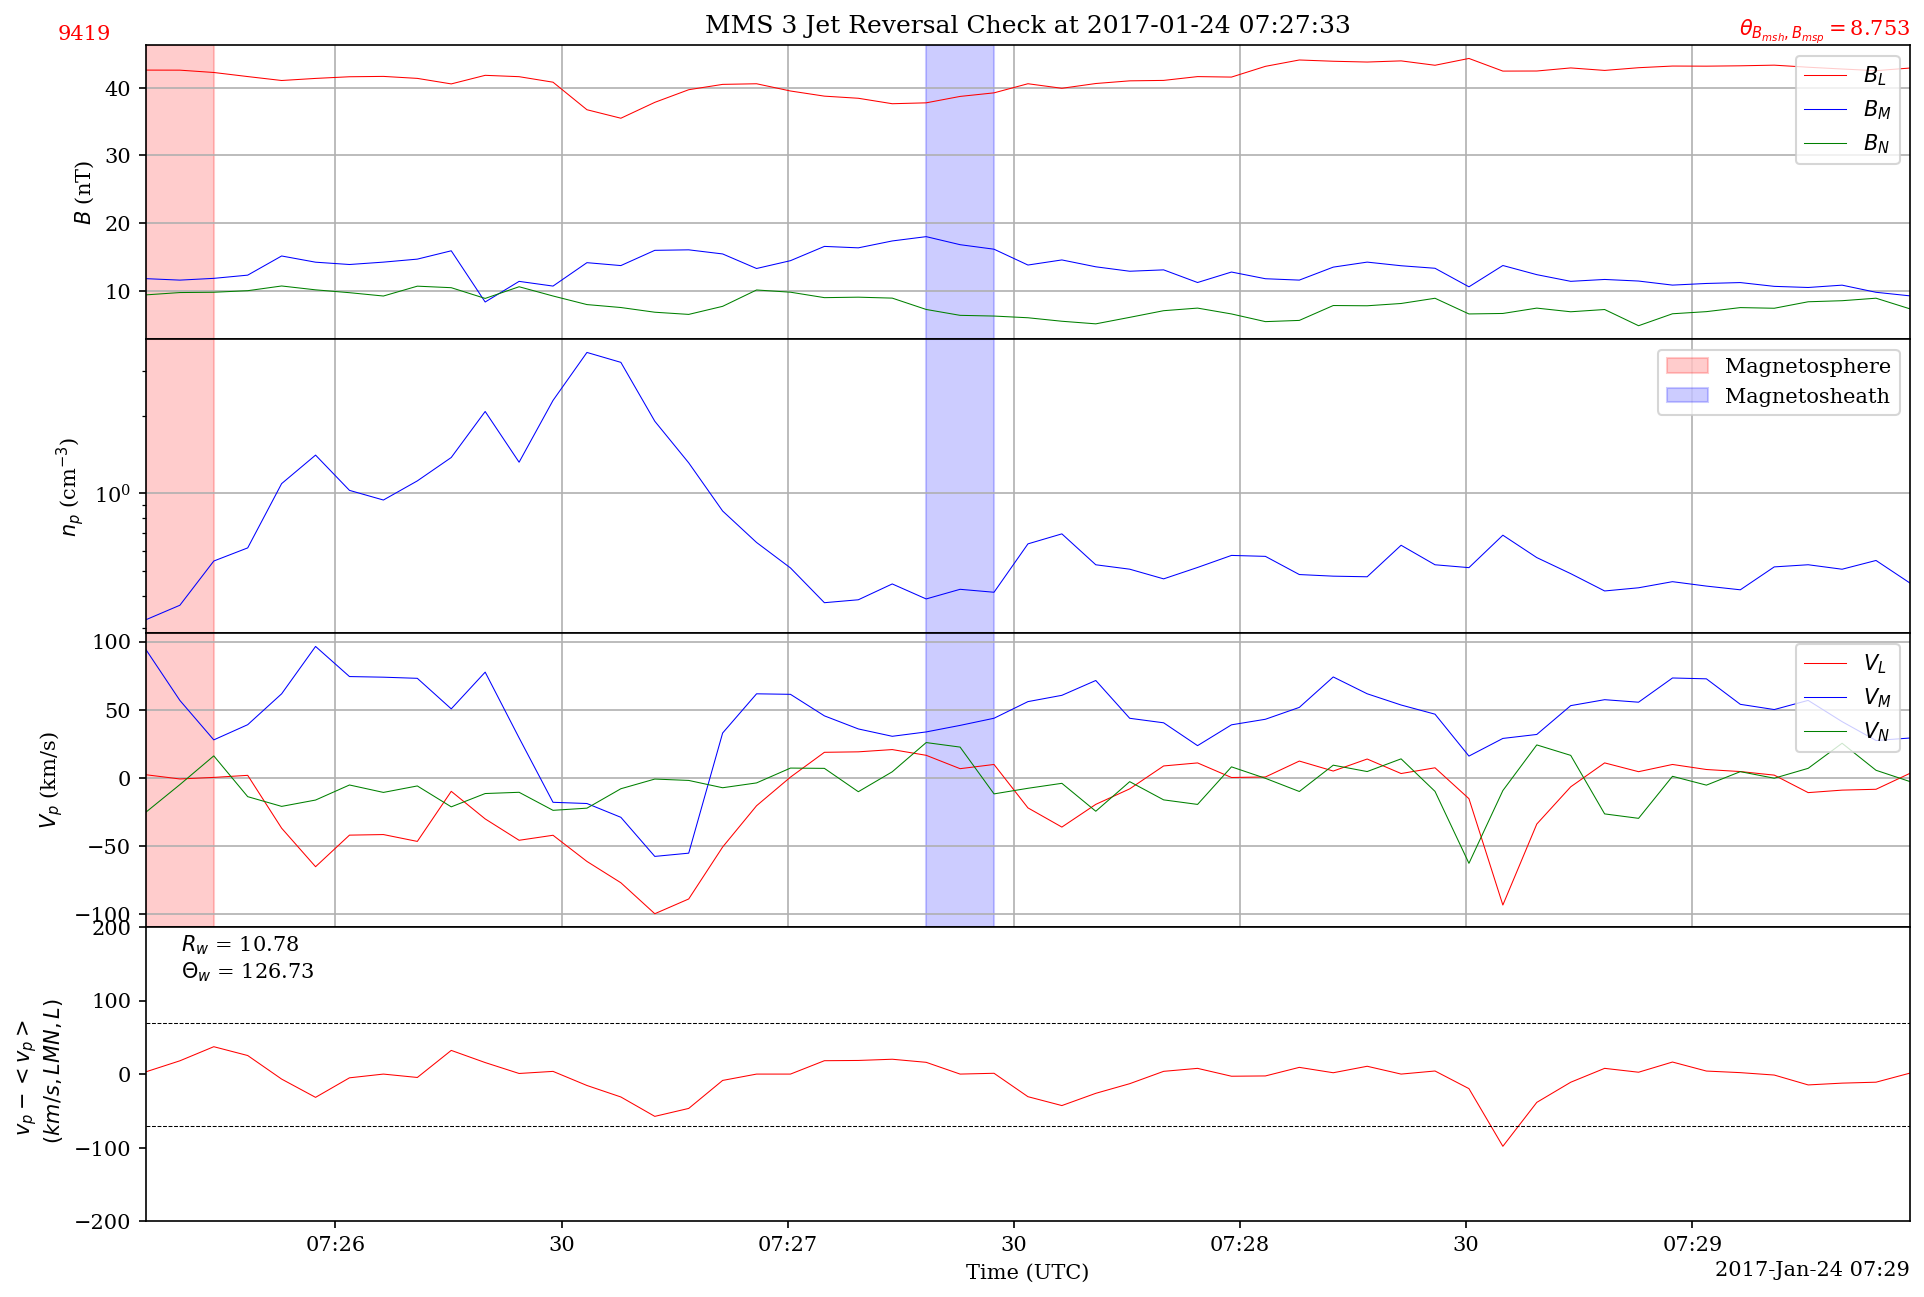 MMS 3 Jet Reversal Check at 2017-01-24 07:27:33
9419
θ_{B_{msh}, B_{msp}} = 8.753
B (nT)
40
30
20
10
B_L
B_M
B_N
n_p (cm^{-3})
10^0
Magnetosphere
Magnetosheath
V_p (km/s)
100
50
0
−50
−100
V_L
V_M
V_N
v_p − <v_p>
(km/s, LMN, L)
200
100
0
−100
−200
R_w = 10.78
Θ_w = 126.73
07:26
30
07:27
30
07:28
30
07:29
Time (UTC)
2017-Jan-24 07:29